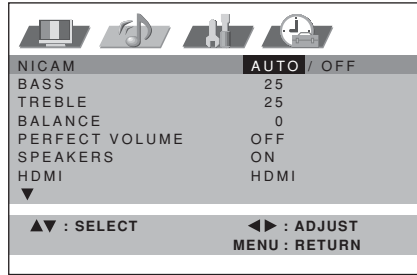 NICAM AUTO / OFF
BASS 25
TREBLE 25
BALANCE 0
PERFECT VOLUME OFF
SPEAKERS ON
HDMI HDMI
▼
▲▼ : SELECT ◀▶ : ADJUST
MENU : RETURN